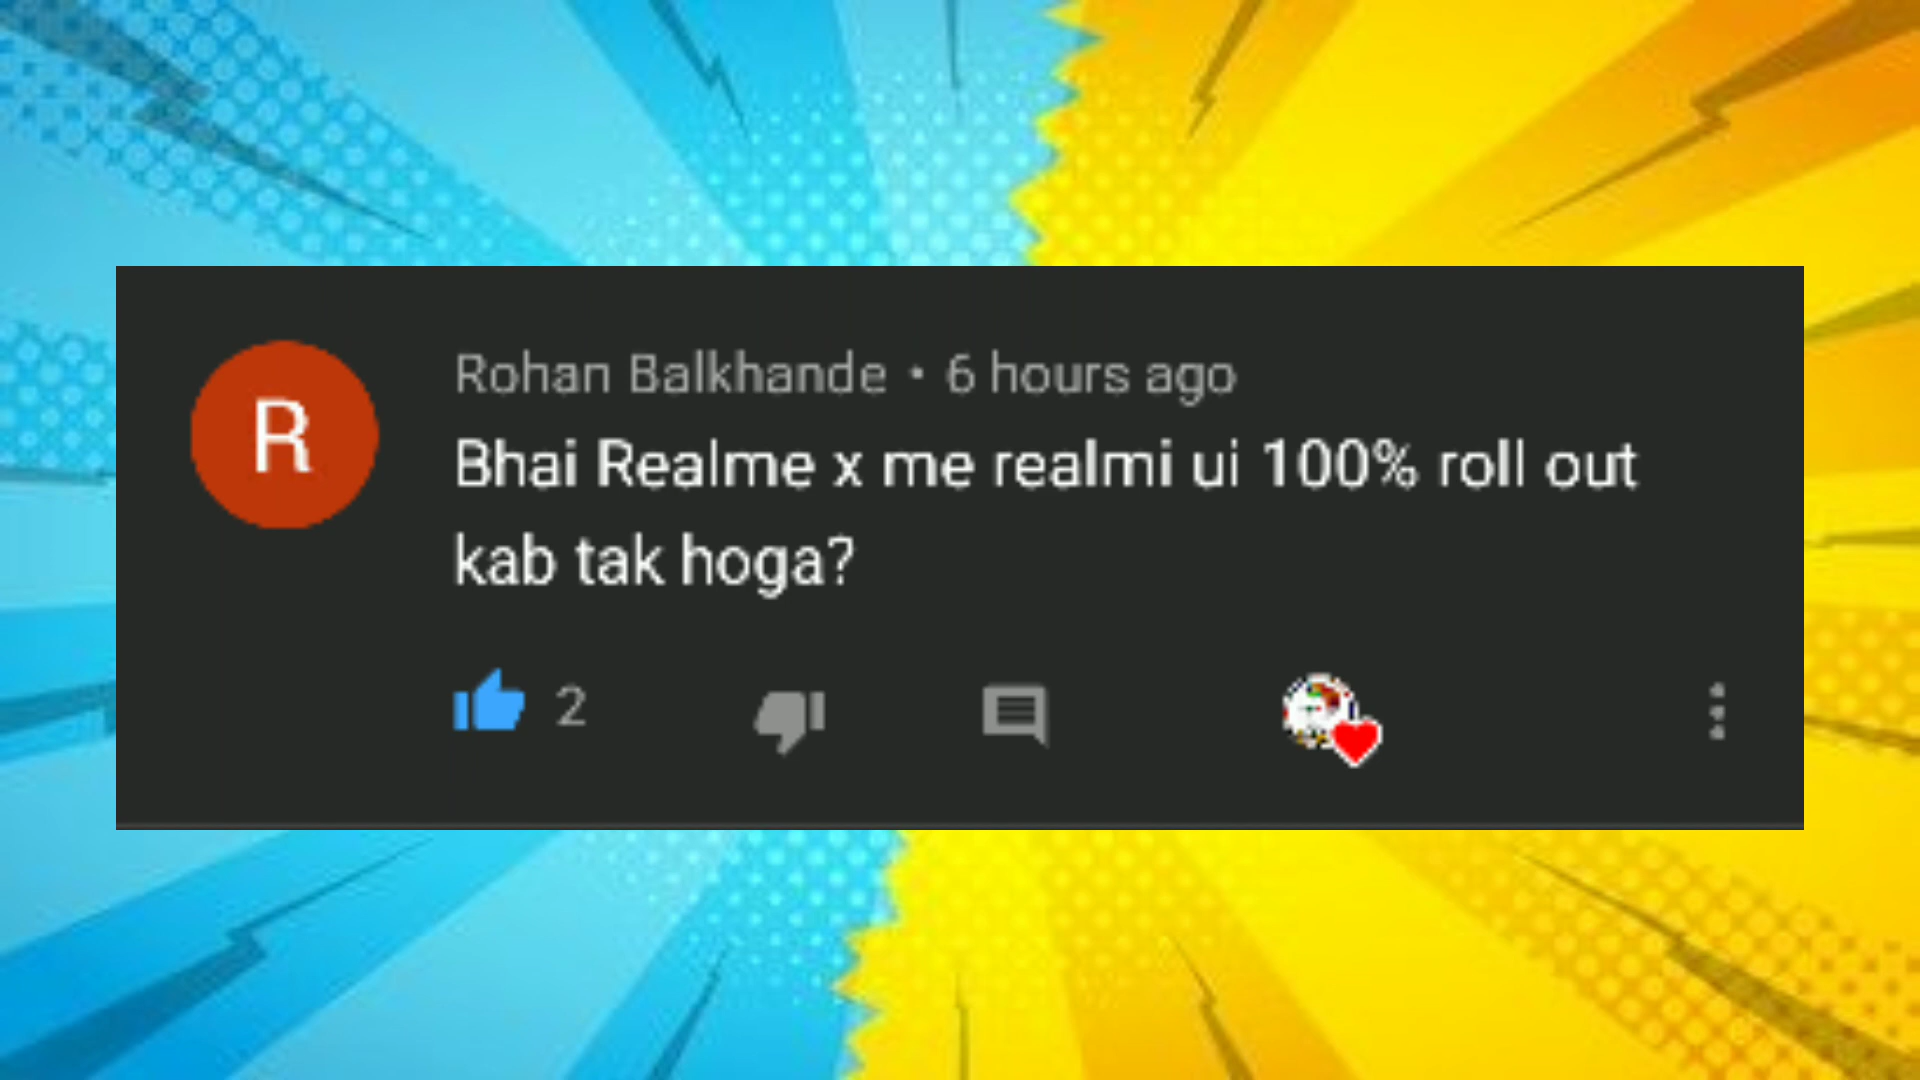 R
Rohan Balkhande • 6 hours ago
Bhai Realme x me realmi ui 100% roll out
kab tak hoga?
2